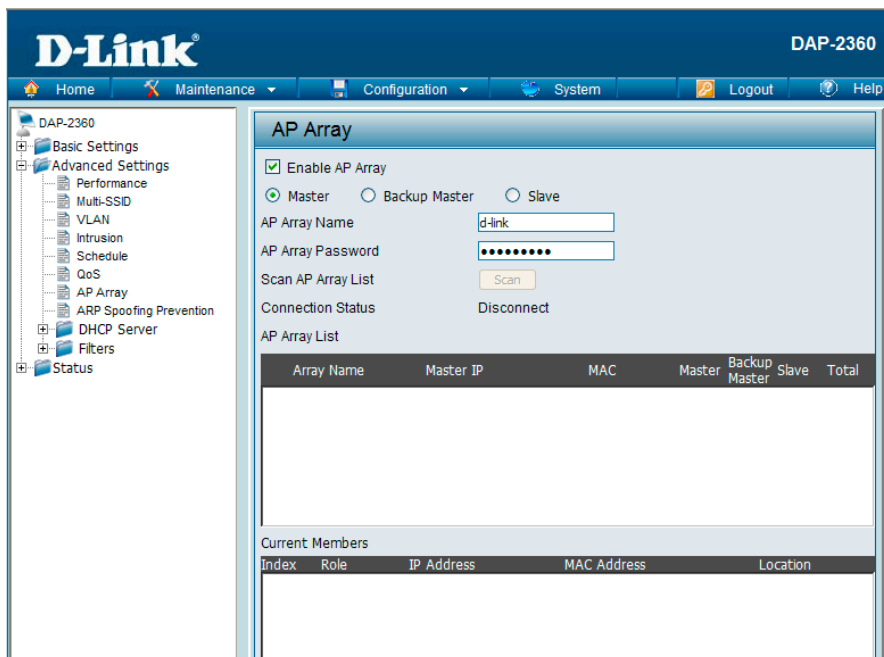 D-Link®
DAP-2360
Home Maintenance Configuration System Logout Help
DAP-2360
Basic Settings
Advanced Settings
Performance
Multi-SSID
VLAN
Intrusion
Schedule
QoS
AP Array
ARP Spoofing Prevention
DHCP Server
Filters
Status
AP Array
Enable AP Array
Master Backup Master Slave
AP Array Name d-link
AP Array Password •••••••••
Scan AP Array List Scan
Connection Status Disconnect
AP Array List
Array Name Master IP MAC Master Backup Master Slave Total
Current Members
Index Role IP Address MAC Address Location